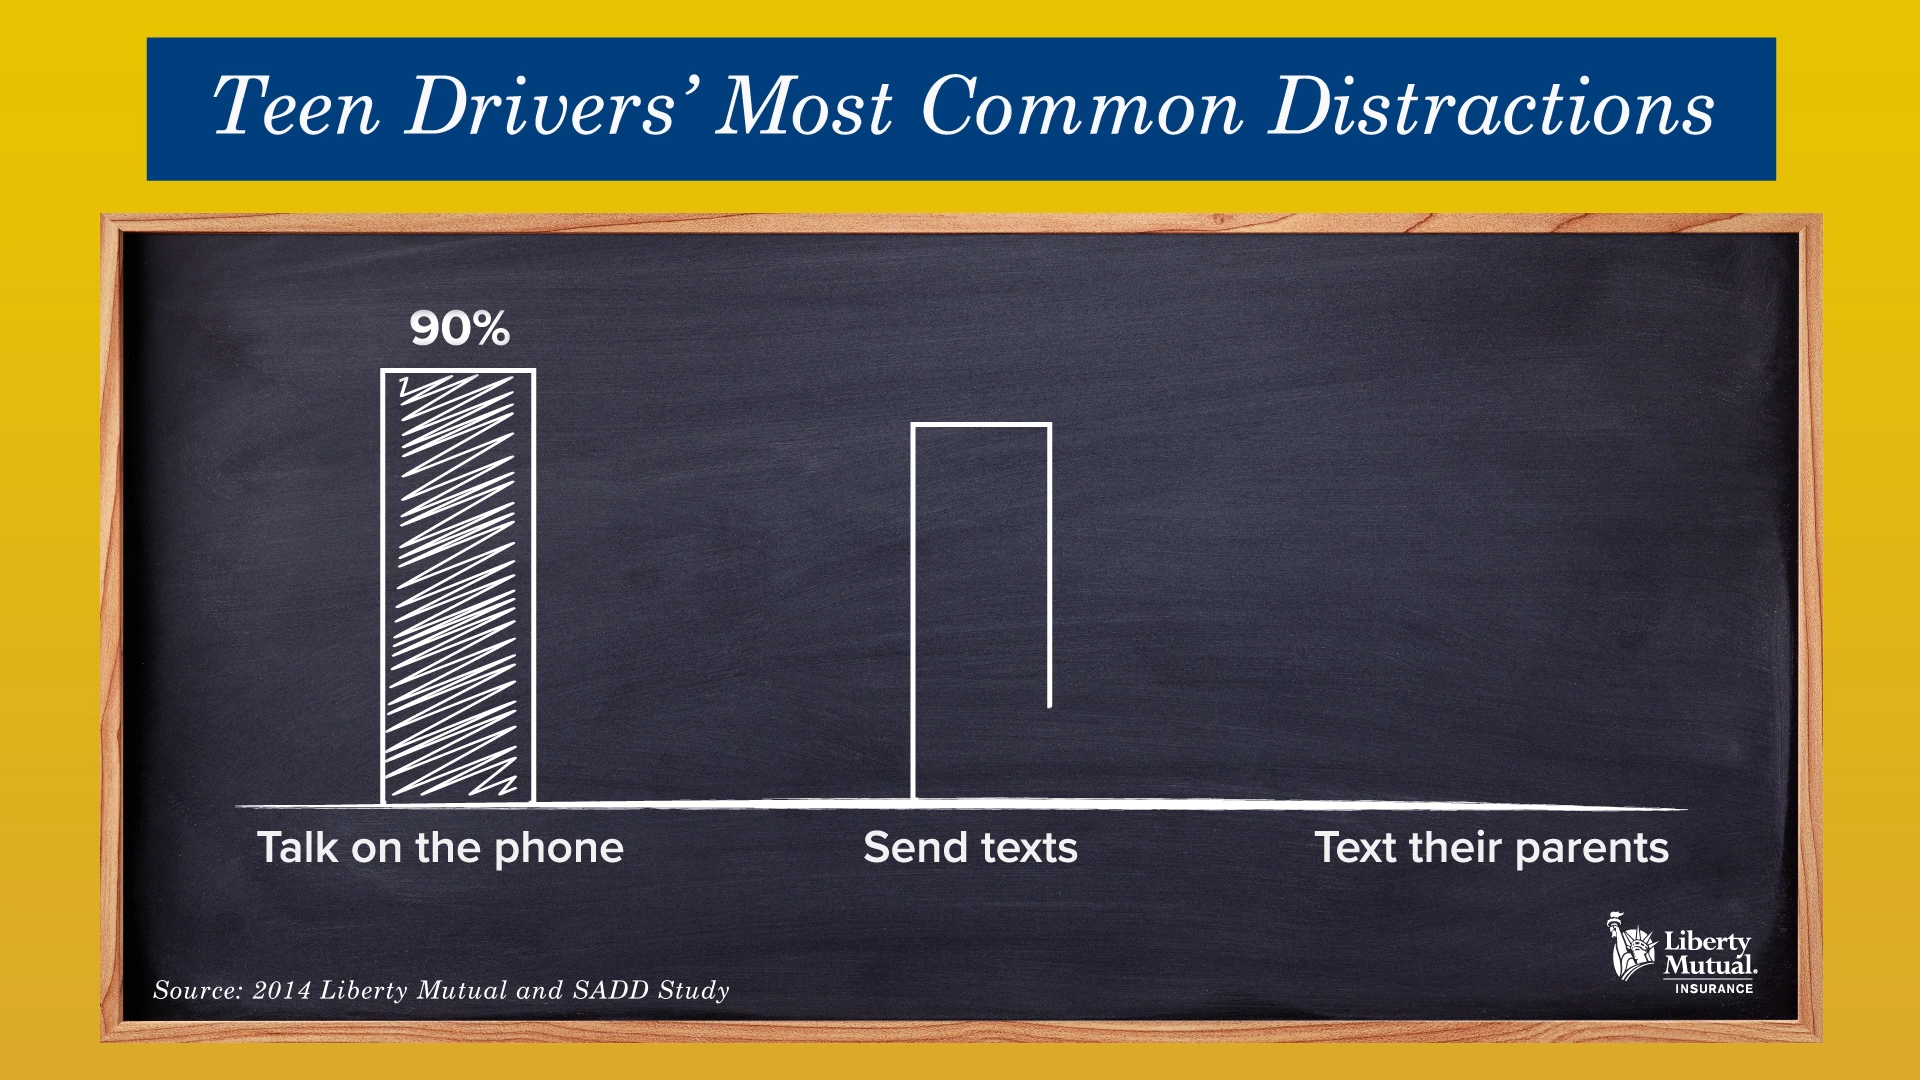 Teen Drivers’ Most Common Distractions
90%
Talk on the phone
Send texts
Text their parents
Liberty
Mutual.
INSURANCE
Source: 2014 Liberty Mutual and SADD Study